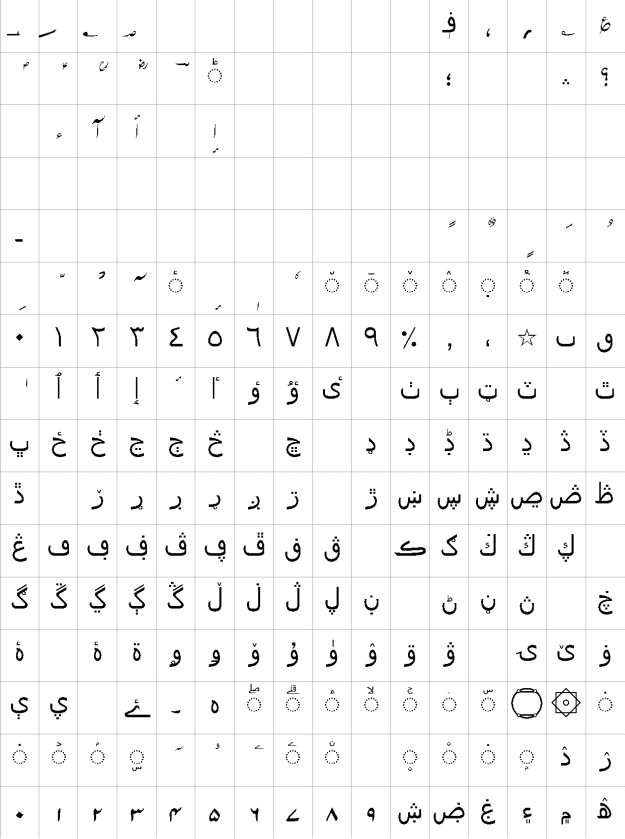 ؀ ؁ ؂ ؃ ؋ ، ؍ ؎ ؏
ؐ ؑ ؒ ؓ ؔ ؕ ؛ ؞ ؟
ء آ أ إ
ـ ً ٌ ٍ َ ُ
ِ ّ ْ ٓ ٔ ٕ ٖ ٗ ٘ ٙ ٚ ٛ ٜ ٝ ٞ
٠ ١ ٢ ٣ ٤ ٥ ٦ ٧ ٨ ٩ ٪ ٫ ٬ ٭ ٮ ٯ
ٰ ٱ ٲ ٳ ٴ ٵ ٶ ٷ ٸ ٺ ٻ ټ ٽ ٿ
ڀ ځ ڂ ڃ ڄ څ ڇ ډ ڊ ڋ ڌ ڍ ڎ ڏ
ڐ ڒ ړ ڔ ڕ ږ ڗ ڙ ښ ڛ ڜ ڝ ڞ ڟ
ڠ ڡ ڢ ڣ ڤ ڥ ڦ ڧ ڨ ڪ ګ ڬ ڭ ڮ
ڰ ڱ ڲ ڳ ڴ ڵ ڶ ڷ ڸ ڹ ڻ ڼ ڽ ڿ
ۀ ۂ ۃ ۄ ۅ ۆ ۇ ۈ ۉ ۊ ۋ ۍ ێ ۏ
ې ۑ ۓ ۔ ە ۖ ۗ ۘ ۙ ۚ ۛ ۜ ۝ ۞ ۟
۠ ۡ ۢ ۣ ۤ ۥ ۦ ۧ ۨ ۪ ۫ ۬ ۭ ۮ ۯ
۰ ۱ ۲ ۳ ۴ ۵ ۶ ۷ ۸ ۹ ۺ ۻ ۼ ۽ ۾ ۿ